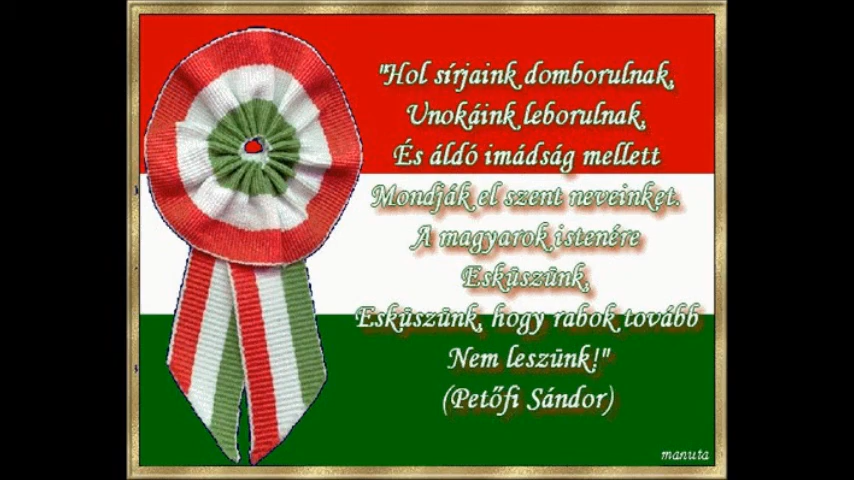 "Hol sírjaink domborulnak,
Unokáink leborulnak,
És áldó imádság mellett
Mondják el szent neveinket.
A magyarok istenére
Esküszünk,
Esküszünk, hogy rabok tovább
Nem leszünk!"
(Petőfi Sándor)
manuta